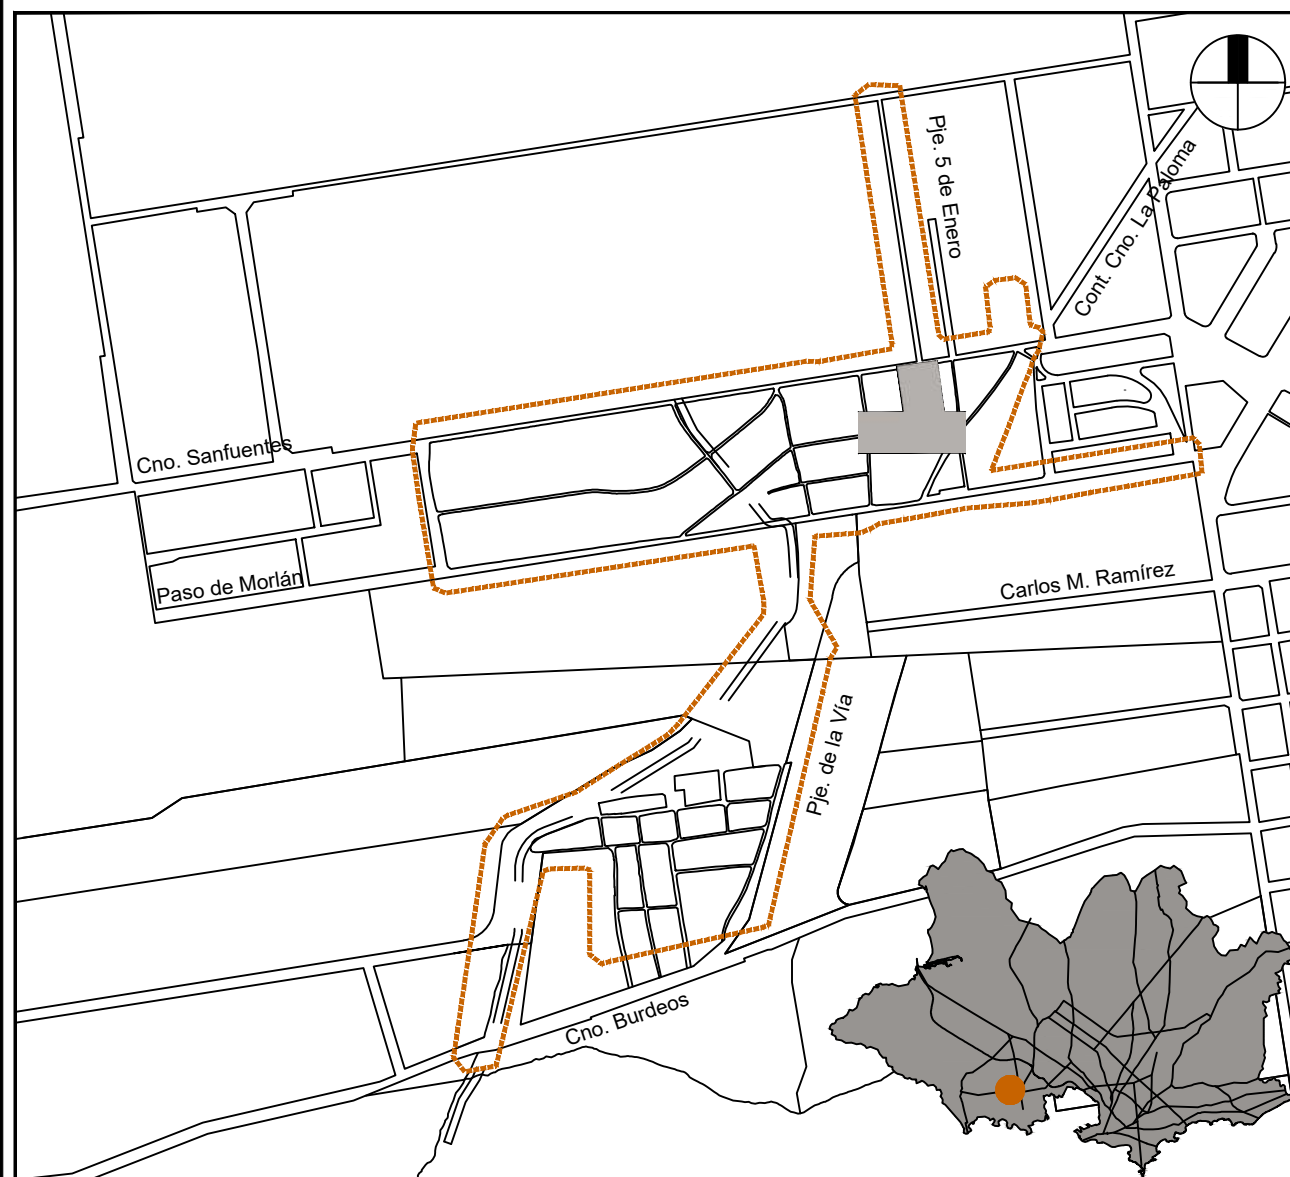 Pje. 5 de Enero
Cont. Cno. La Paloma
Cno. Sanfuentes
Paso de Morlán
Carlos M. Ramírez
Pje. de la Vía
Cno. Burdeos